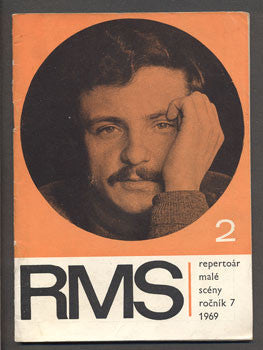 2
RMS
repertoár
malé
scény
ročník 7
1969